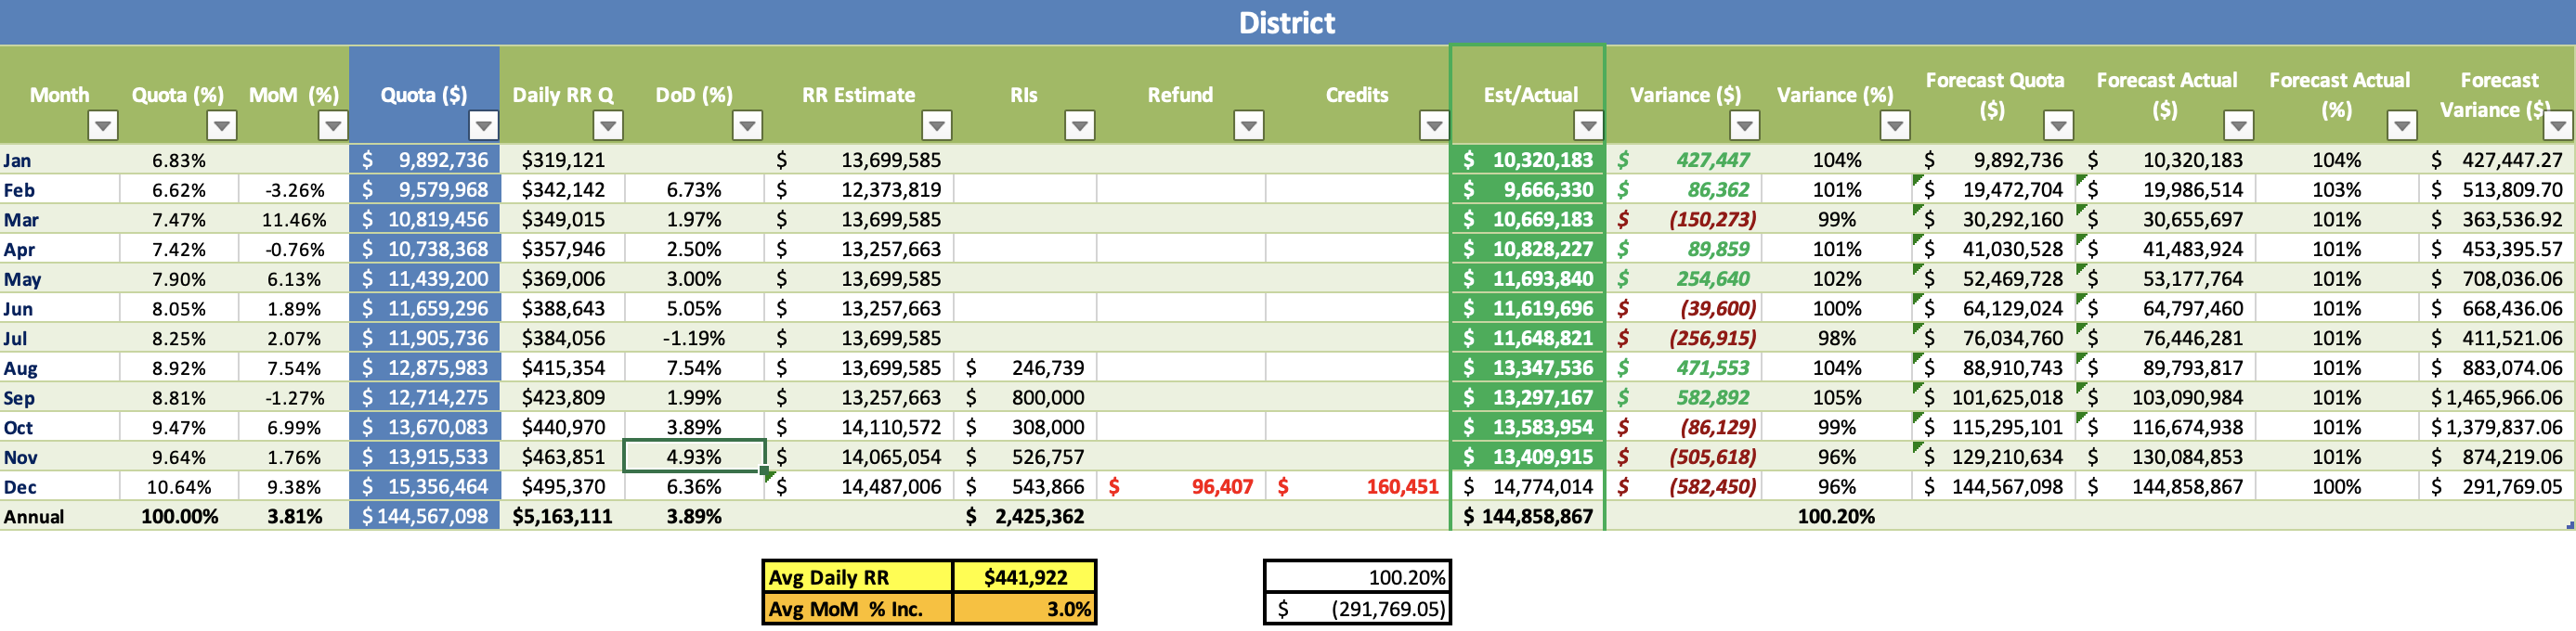 District
Month Quota (%) MoM (%) Quota ($) Daily RR Q DoD (%) RR Estimate RIs Refund Credits Est/Actual Variance ($) Variance (%) Forecast Quota ($) Forecast Actual ($) Forecast Actual (%) Forecast Variance ($)
Jan 6.83% $ 9,892,736 $319,121 $ 13,699,585 $ 10,320,183 $ 427,447 104% $ 9,892,736 $ 10,320,183 104% $ 427,447.27
Feb 6.62% -3.26% $ 9,579,968 $342,142 6.73% $ 12,373,819 $ 9,666,330 $ 86,362 101% $ 19,472,704 $ 19,986,514 103% $ 513,809.70
Mar 7.47% 11.46% $ 10,819,456 $349,015 1.97% $ 13,699,585 $ 10,669,183 $ (150,273) 99% $ 30,292,160 $ 30,655,697 101% $ 363,536.92
Apr 7.42% -0.76% $ 10,738,368 $357,946 2.50% $ 13,257,663 $ 10,828,227 $ 89,859 101% $ 41,030,528 $ 41,483,924 101% $ 453,395.57
May 7.90% 6.13% $ 11,439,200 $369,006 3.00% $ 13,699,585 $ 11,693,840 $ 254,640 102% $ 52,469,728 $ 53,177,764 101% $ 708,036.06
Jun 8.05% 1.89% $ 11,659,296 $388,643 5.05% $ 13,257,663 $ 11,619,696 $ (39,600) 100% $ 64,129,024 $ 64,797,460 101% $ 668,436.06
Jul 8.25% 2.07% $ 11,905,736 $384,056 -1.19% $ 13,699,585 $ 11,648,821 $ (256,915) 98% $ 76,034,760 $ 76,446,281 101% $ 411,521.06
Aug 8.92% 7.54% $ 12,875,983 $415,354 7.54% $ 13,699,585 $ 246,739 $ 13,347,536 $ 471,553 104% $ 88,910,743 $ 89,793,817 101% $ 883,074.06
Sep 8.81% -1.27% $ 12,714,275 $423,809 1.99% $ 13,257,663 $ 800,000 $ 13,297,167 $ 582,892 105% $ 101,625,018 $ 103,090,984 101% $ 1,465,966.06
Oct 9.47% 6.99% $ 13,670,083 $440,970 3.89% $ 14,110,572 $ 308,000 $ 13,583,954 $ (86,129) 99% $ 115,295,101 $ 116,674,938 101% $ 1,379,837.06
Nov 9.64% 1.76% $ 13,915,533 $463,851 4.93% $ 14,065,054 $ 526,757 $ 13,409,915 $ (505,618) 96% $ 129,210,634 $ 130,084,853 101% $ 874,219.06
Dec 10.64% 9.38% $ 15,356,464 $495,370 6.36% $ 14,487,006 $ 543,866 $ 96,407 $ 160,451 $ 14,774,014 $ (582,450) 96% $ 144,567,098 $ 144,858,867 100% $ 291,769.05
Annual 100.00% 3.81% $ 144,567,098 $5,163,111 3.89% $ 2,425,362 $ 144,858,867 100.20%
Avg Daily RR $441,922 100.20%
Avg MoM % Inc. 3.0% $ (291,769.05)